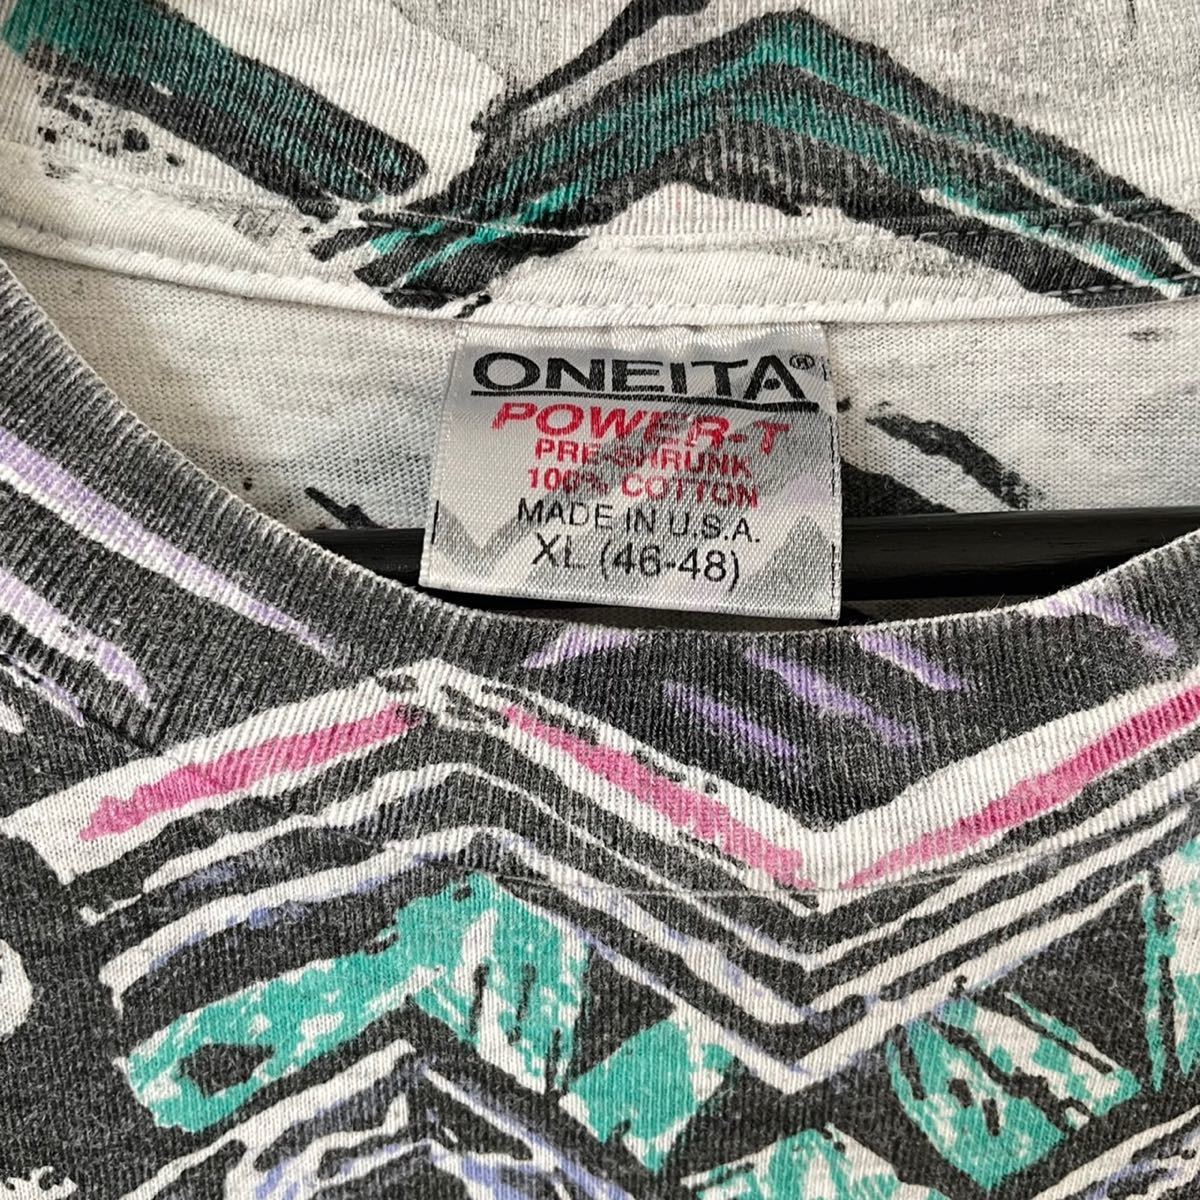 ONEITA®
POWER-T
PRE-SHRUNK
100% COTTON
MADE IN U.S.A.
XL (46-48)